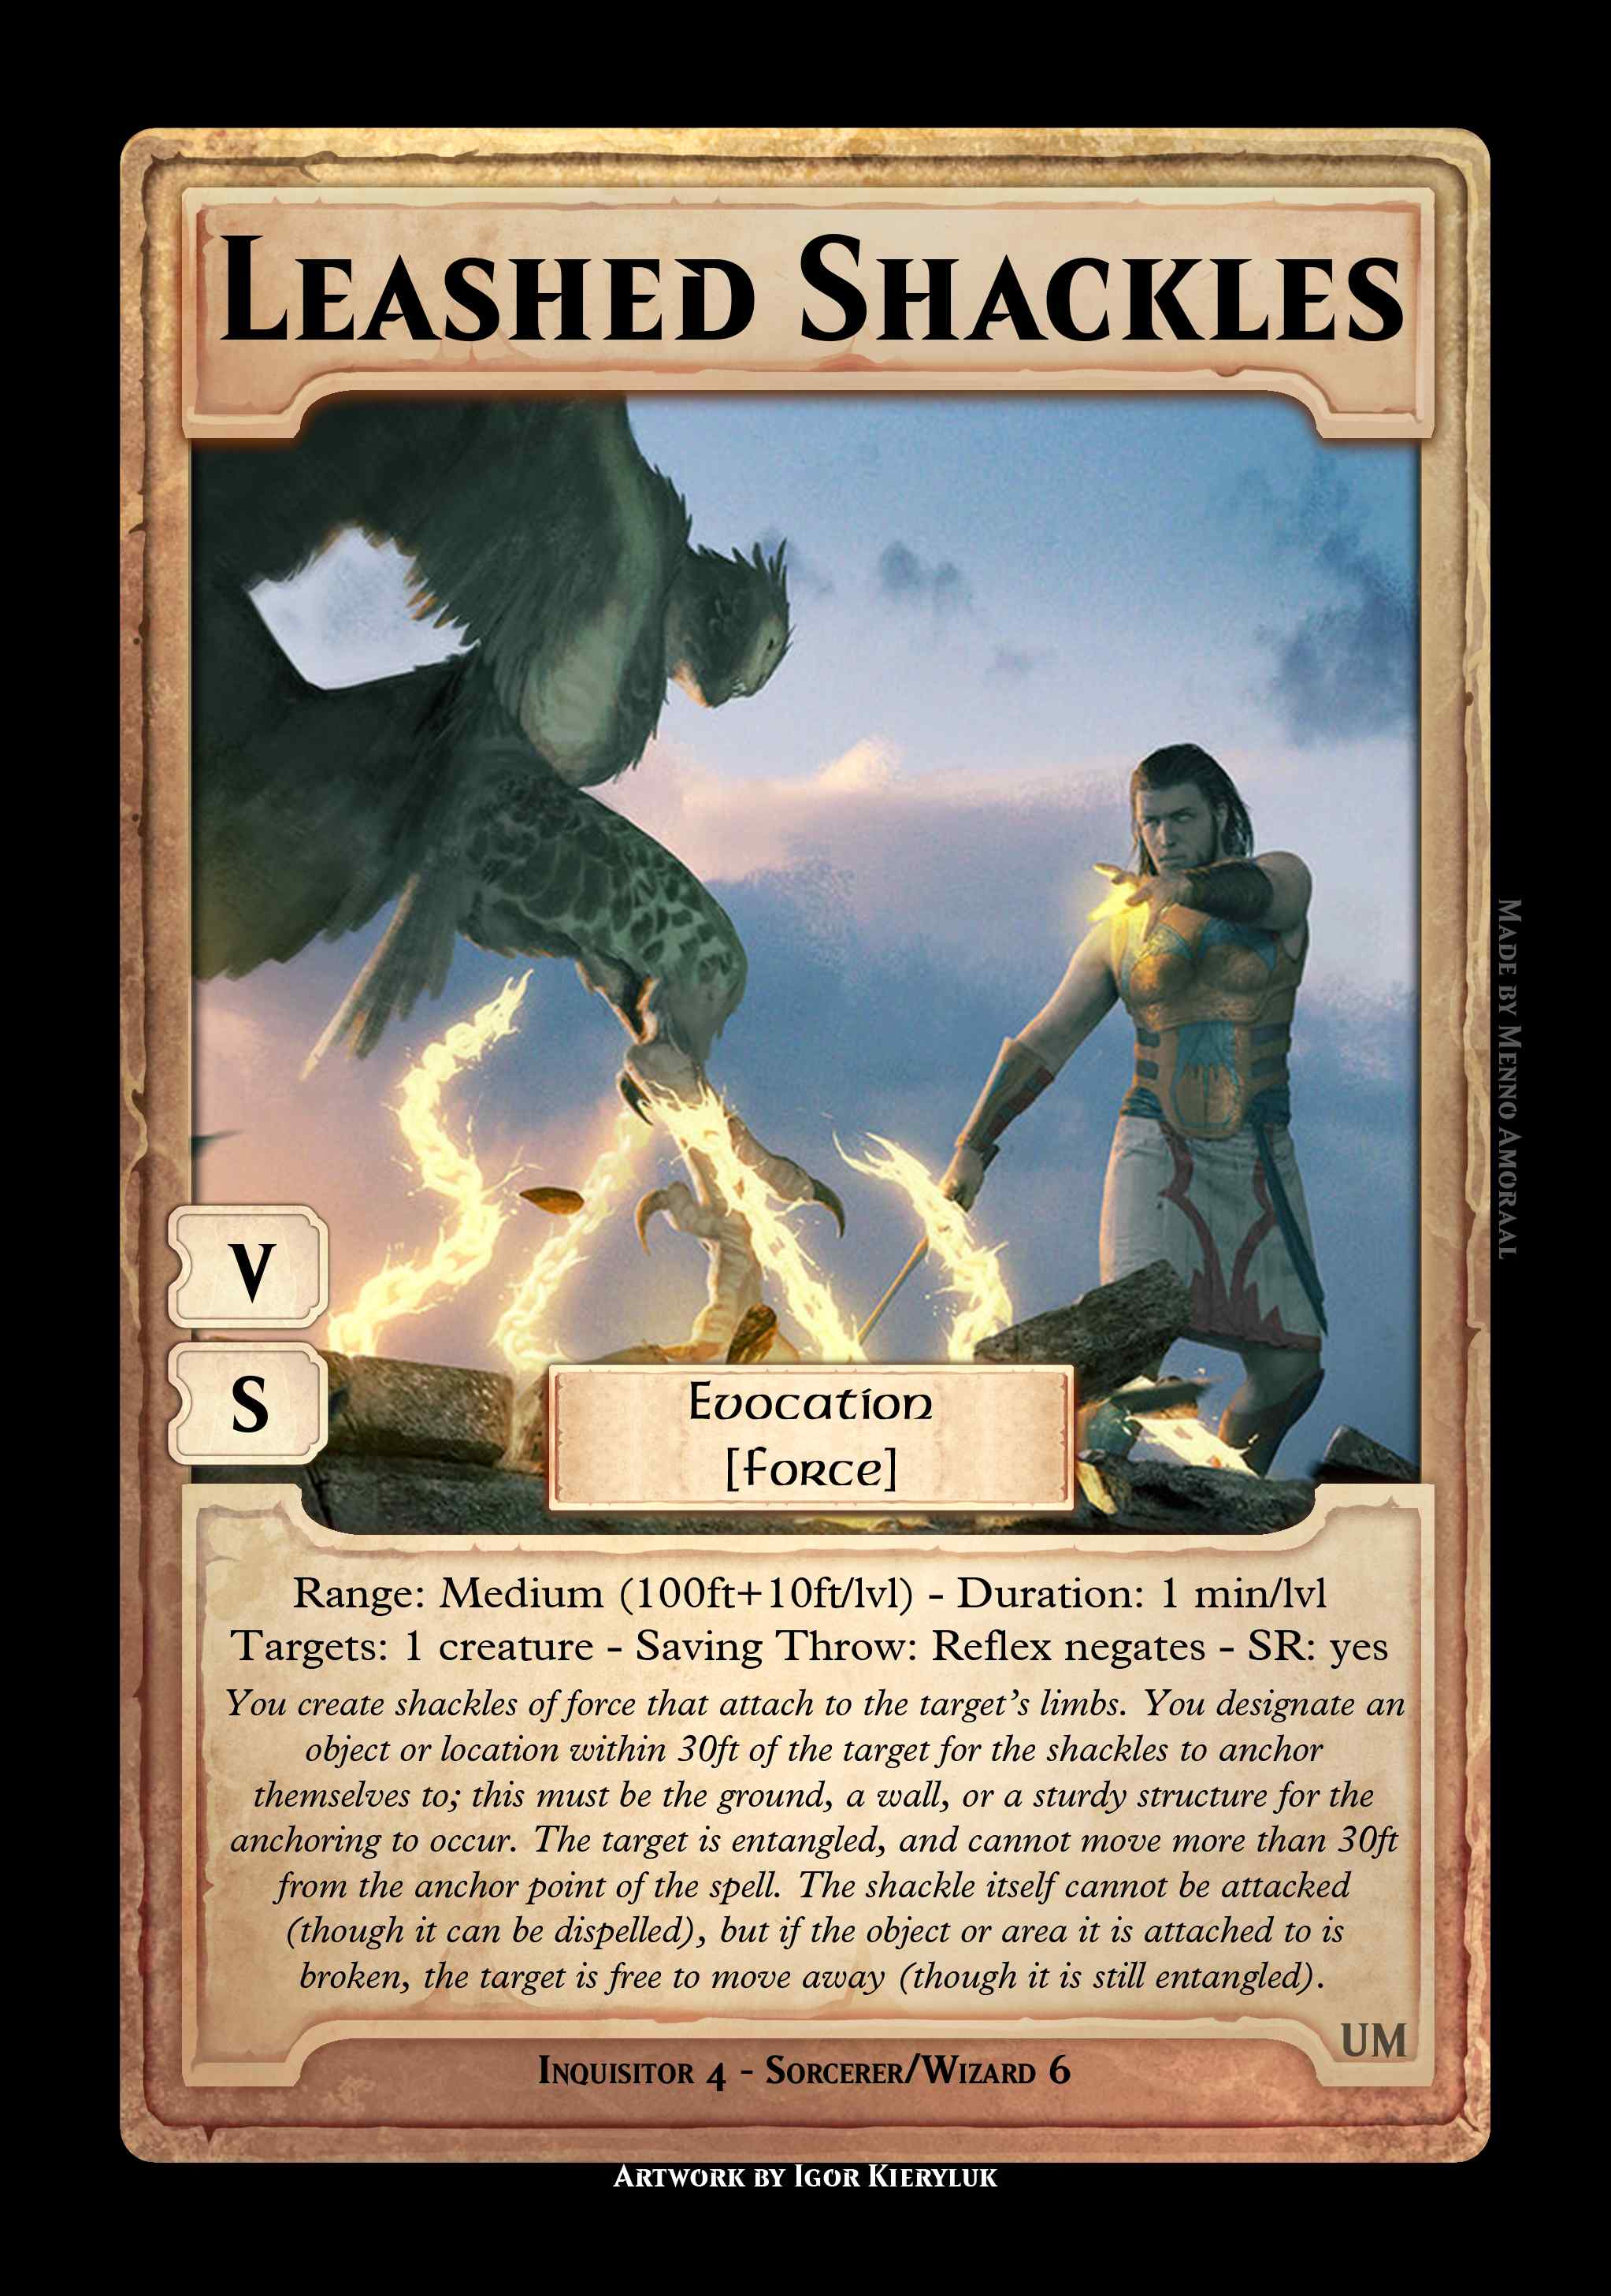 Leashed Shackles
V
S
Evocation
[Force]
Range: Medium (100ft+10ft/lvl) - Duration: 1 min/lvl
Targets: 1 creature - Saving Throw: Reflex negates - SR: yes
You create shackles of force that attach to the target's limbs. You designate an
object or location within 30ft of the target for the shackles to anchor
themselves to; this must be the ground, a wall, or a sturdy structure for the
anchoring to occur. The target is entangled, and cannot move more than 30ft
from the anchor point of the spell. The shackle itself cannot be attacked
(though it can be dispelled), but if the object or area it is attached to is
broken, the target is free to move away (though it is still entangled).
UM
Inquisitor 4 - Sorcerer/Wizard 6
Artwork by Igor Kieryluk
Made by Menno Amoraal